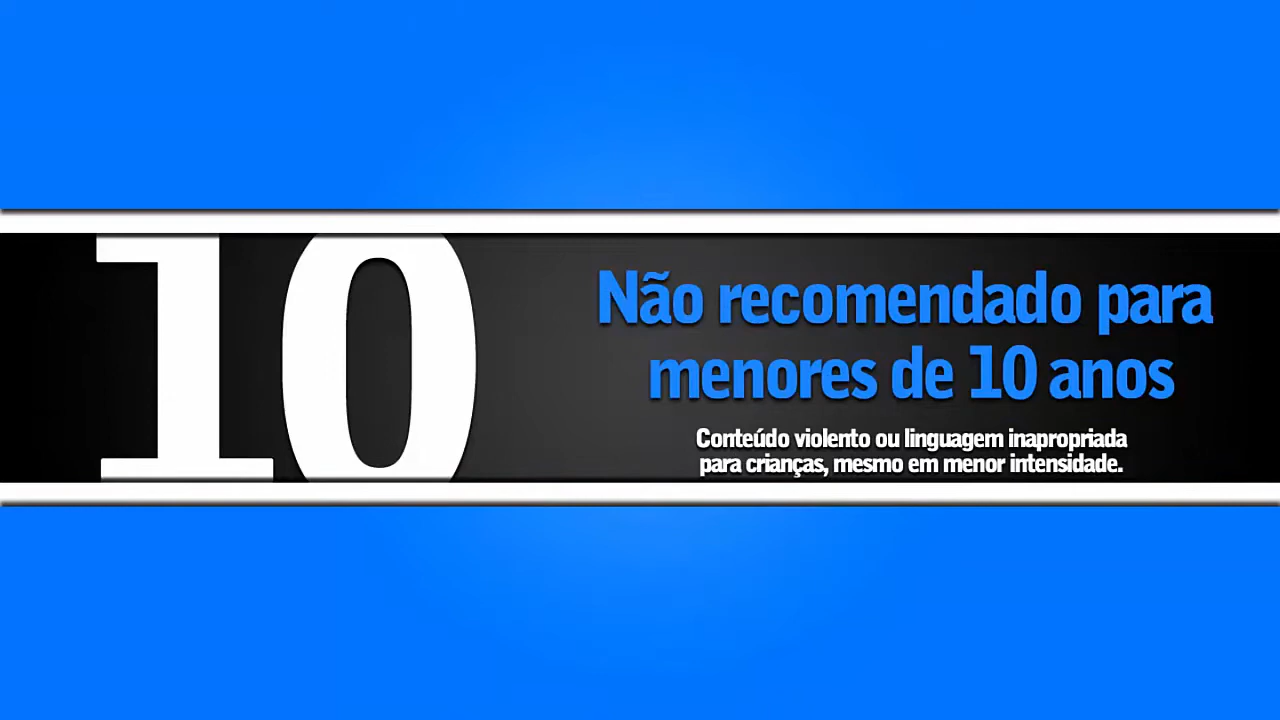 10
Não recomendado para
menores de 10 anos
Conteúdo violento ou linguagem inapropriada
para crianças, mesmo em menor intensidade.